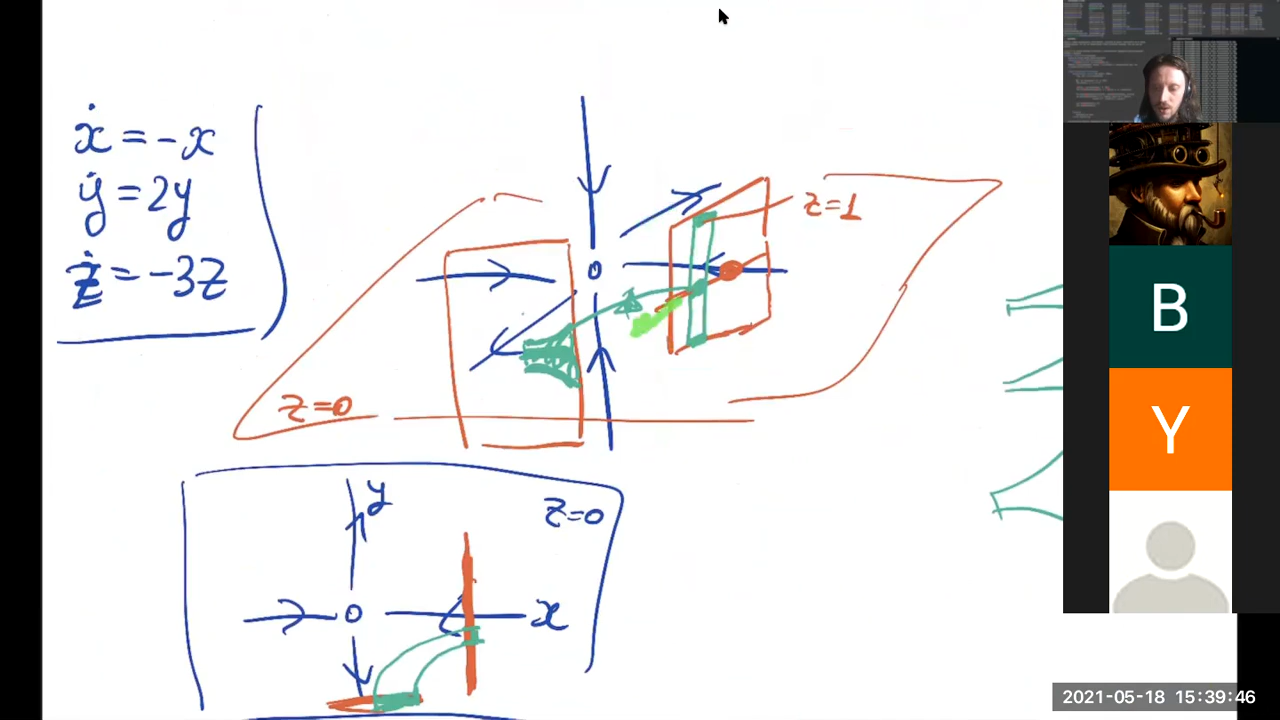 ẋ = -x
ẏ = 2y
ż = -3z
0
z=1
z=0
y
z=0
0
x
B
Y
2021-05-18 15:39:46